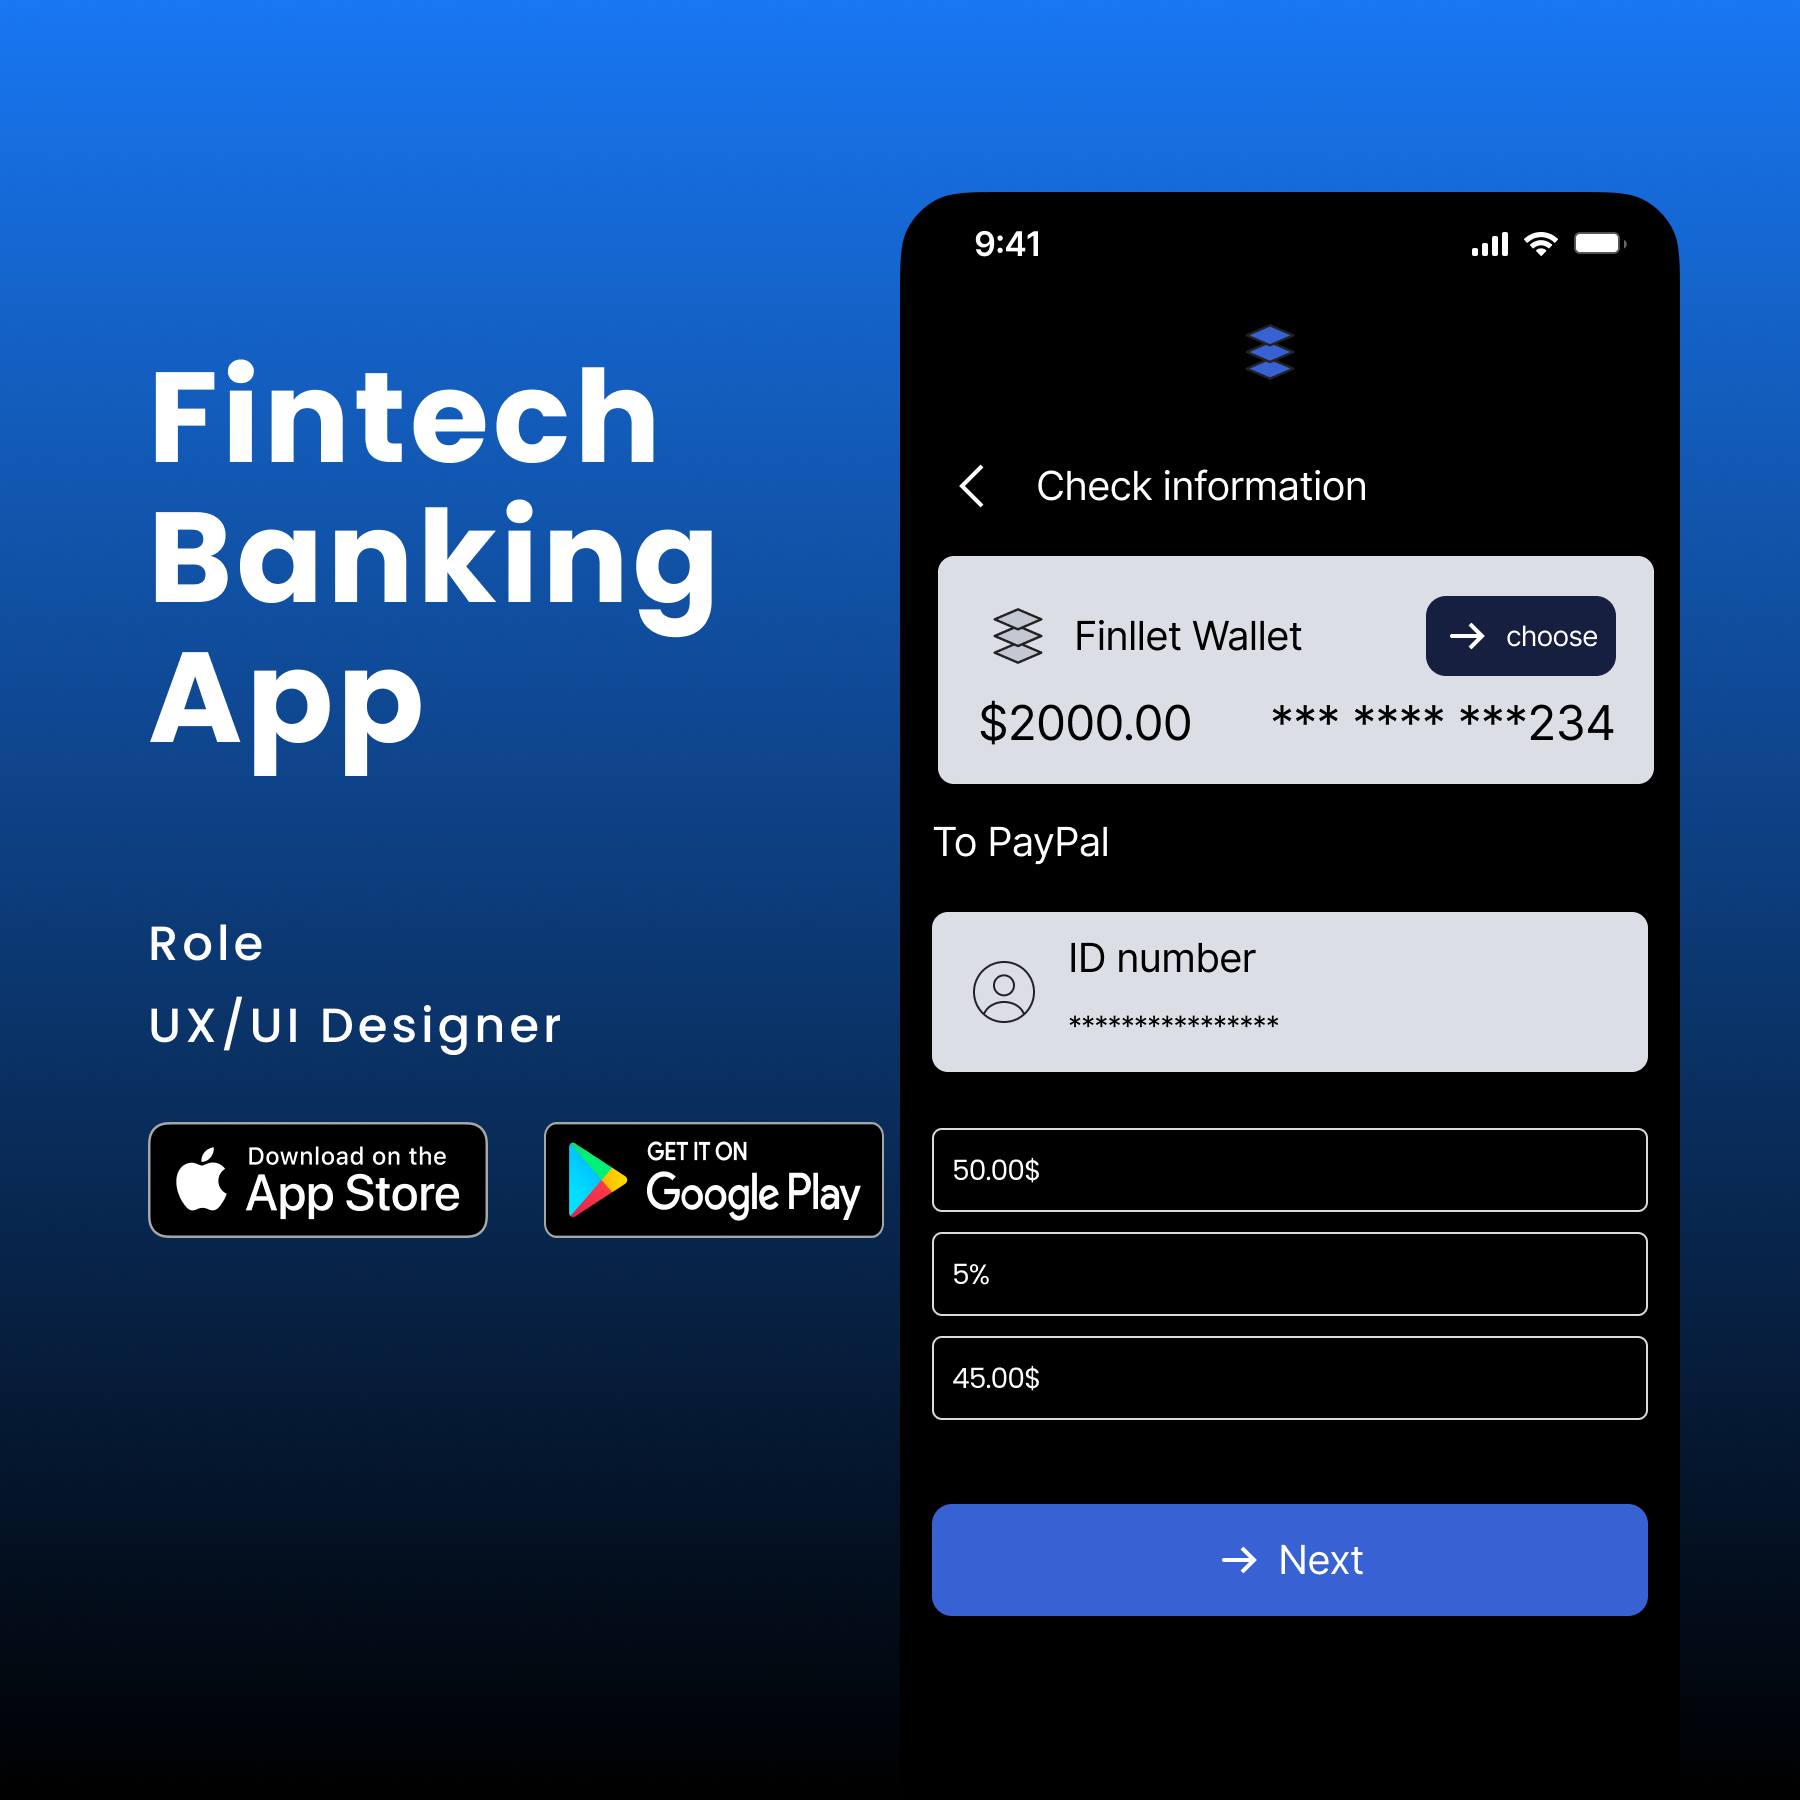 Fintech
Banking
App
Role
UX/UI Designer
Download on the
App Store
GET IT ON
Google Play
9:41
Check information
Finllet Wallet
choose
$2000.00
*** **** ***234
To PayPal
ID number
****************
50.00$
5%
45.00$
Next